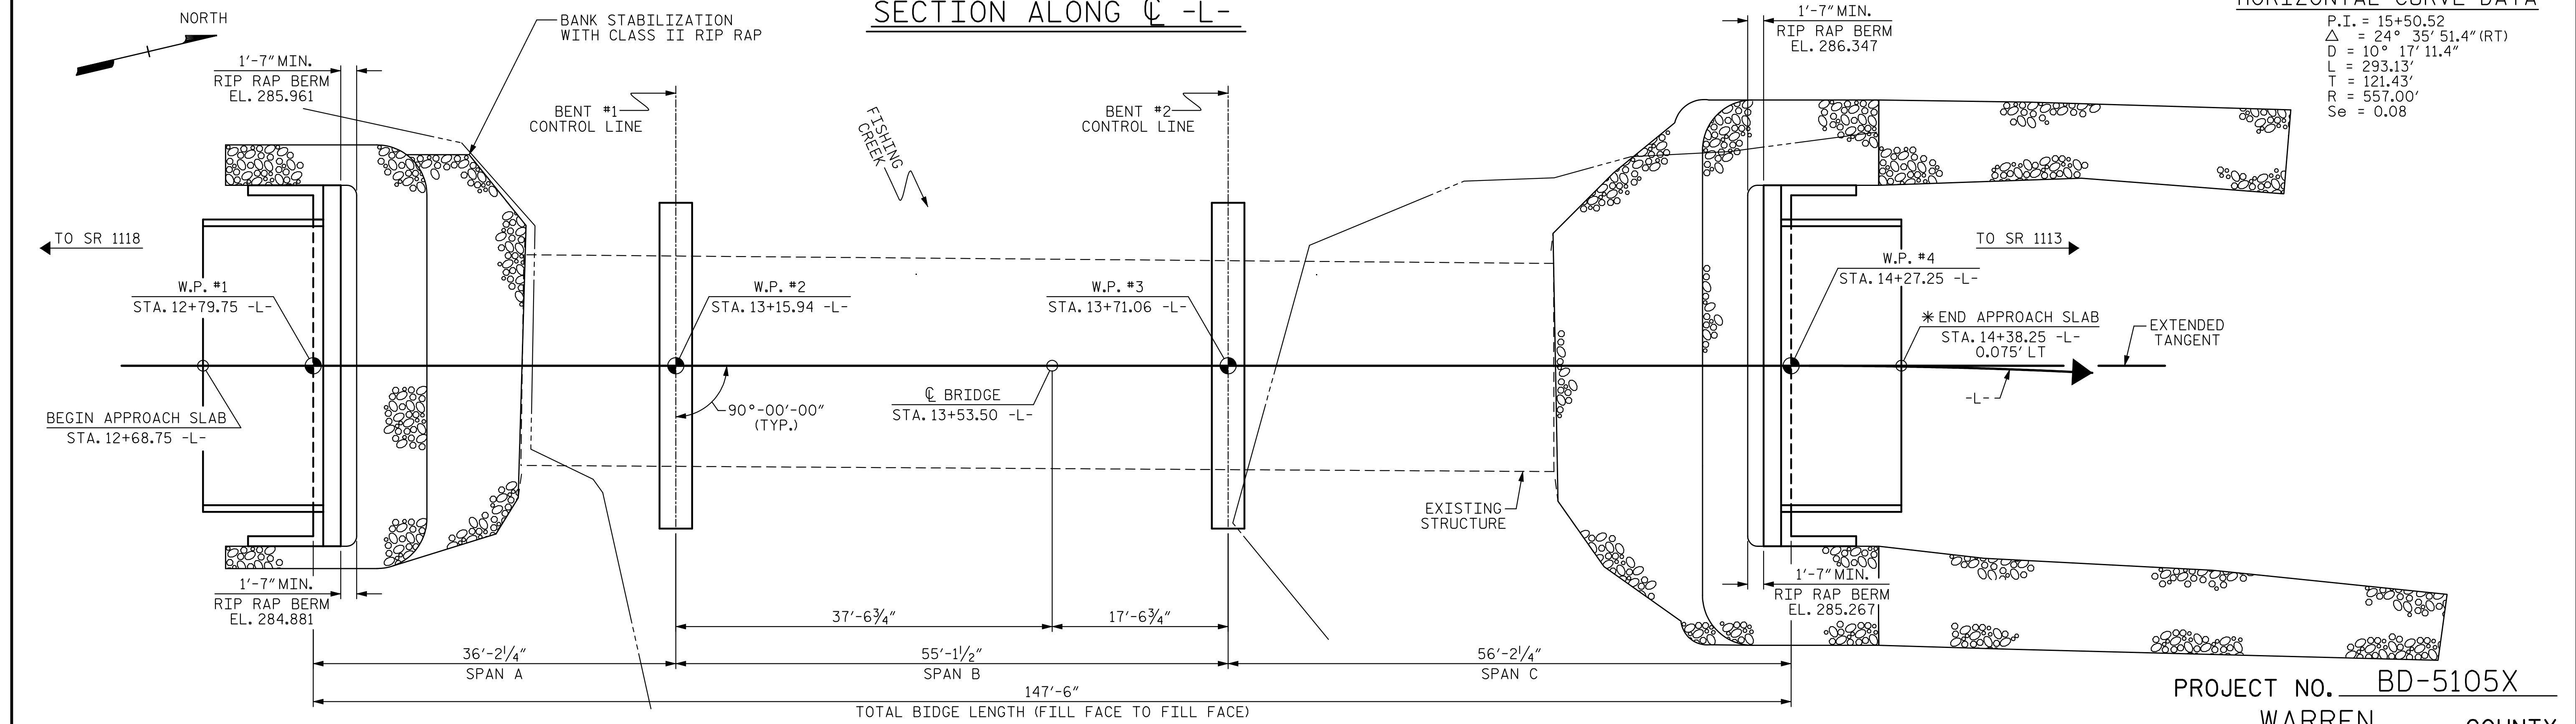 SECTION ALONG ℄ -L-
NORTH
BANK STABILIZATION
WITH CLASS II RIP RAP
1'-7" MIN.
RIP RAP BERM
EL. 285.961
BENT #1
CONTROL LINE
FISHING
CREEK
BENT #2
CONTROL LINE
1'-7" MIN.
RIP RAP BERM
EL. 286.347
HORIZONTAL CURVE DATA
P.I. = 15+50.52
△ = 24° 35' 51.4" (RT)
D = 10° 17' 11.4"
L = 293.13'
T = 121.43'
R = 557.00'
Se = 0.08
TO SR 1118
TO SR 1113
W.P. #1
STA. 12+79.75 -L-
W.P. #2
STA. 13+15.94 -L-
W.P. #3
STA. 13+71.06 -L-
W.P. #4
STA. 14+27.25 -L-
* END APPROACH SLAB
STA. 14+38.25 -L-
0.075' LT
EXTENDED
TANGENT
BEGIN APPROACH SLAB
STA. 12+68.75 -L-
90°-00'-00"
(TYP.)
℄ BRIDGE
STA. 13+53.50 -L-
-L-
EXISTING
STRUCTURE
1'-7" MIN.
RIP RAP BERM
EL. 284.881
1'-7" MIN.
RIP RAP BERM
EL. 285.267
37'-6¾"
17'-6¾"
36'-2¼"
SPAN A
55'-1½"
SPAN B
56'-2¼"
SPAN C
147'-6"
TOTAL BIDGE LENGTH (FILL FACE TO FILL FACE)
PROJECT NO. BD-5105X
WARREN COUNTY